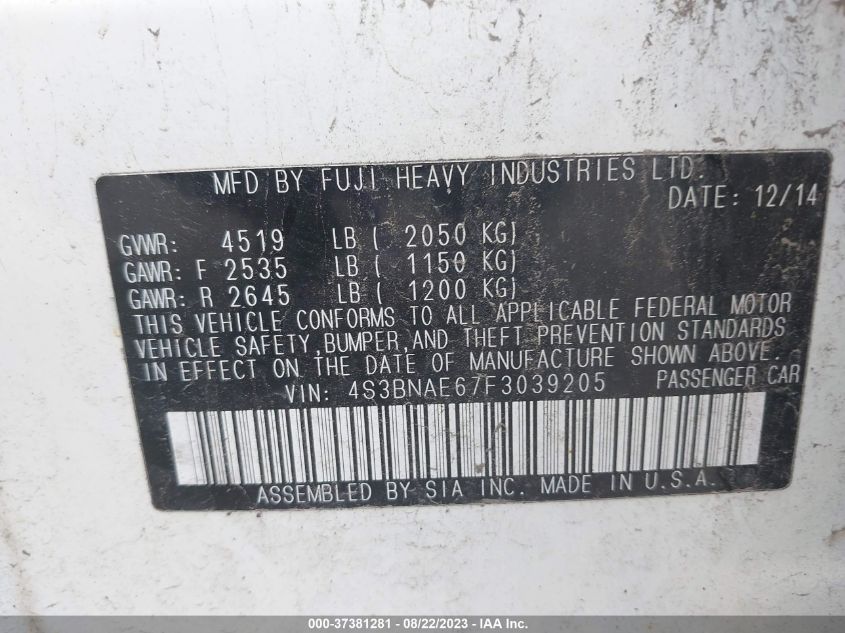 MFD BY FUJI HEAVY INDUSTRIES LTD.
DATE: 12/14
GVWR: 4519 LB ( 2050 KG)
GAWR: F 2535 LB ( 1150 KG)
GAWR: R 2645 LB ( 1200 KG)
THIS VEHICLE CONFORMS TO ALL APPLICABLE FEDERAL MOTOR
VEHICLE SAFETY, BUMPER, AND THEFT PREVENTION STANDARDS
IN EFFECT ON THE DATE OF MANUFACTURE SHOWN ABOVE.
VIN: 4S3BNAE67F3039205 PASSENGER CAR
ASSEMBLED BY SIA INC. MADE IN U.S.A.
000-37381281 - 08/22/2023 - IAA Inc.